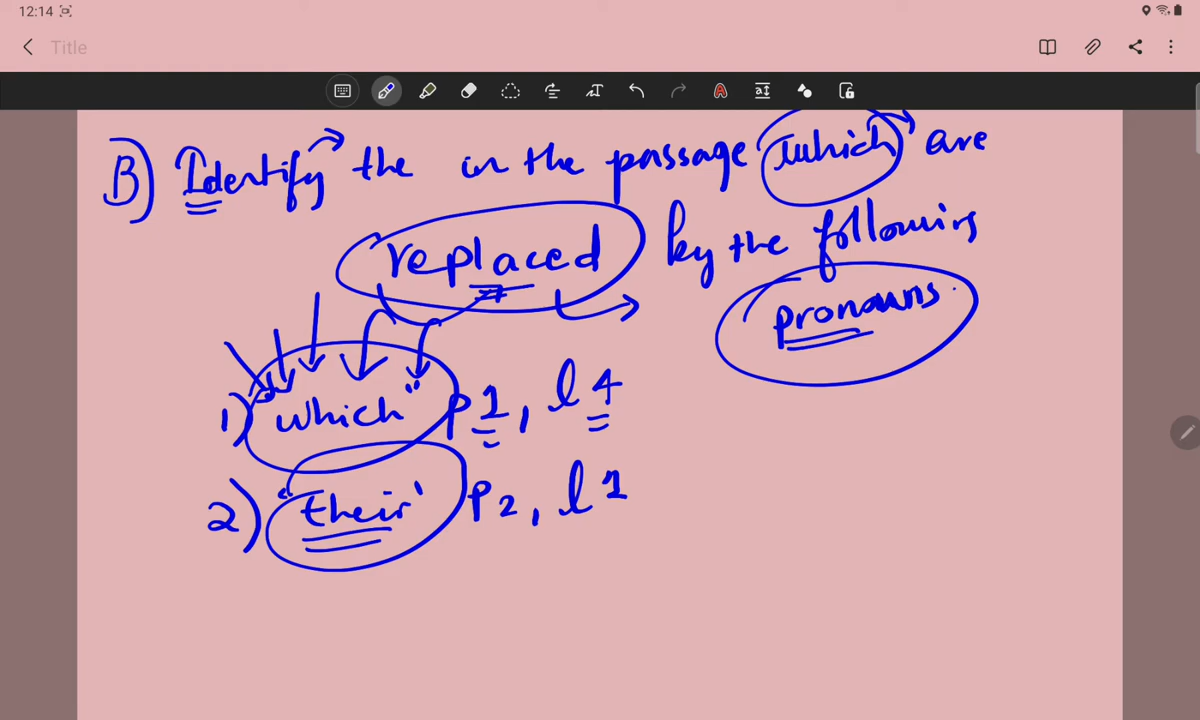 12:14
Title
B) Identify the in the passage which are
replaced by the following
pronouns.
1) "which" p1, l4
2) "their" p2, l1